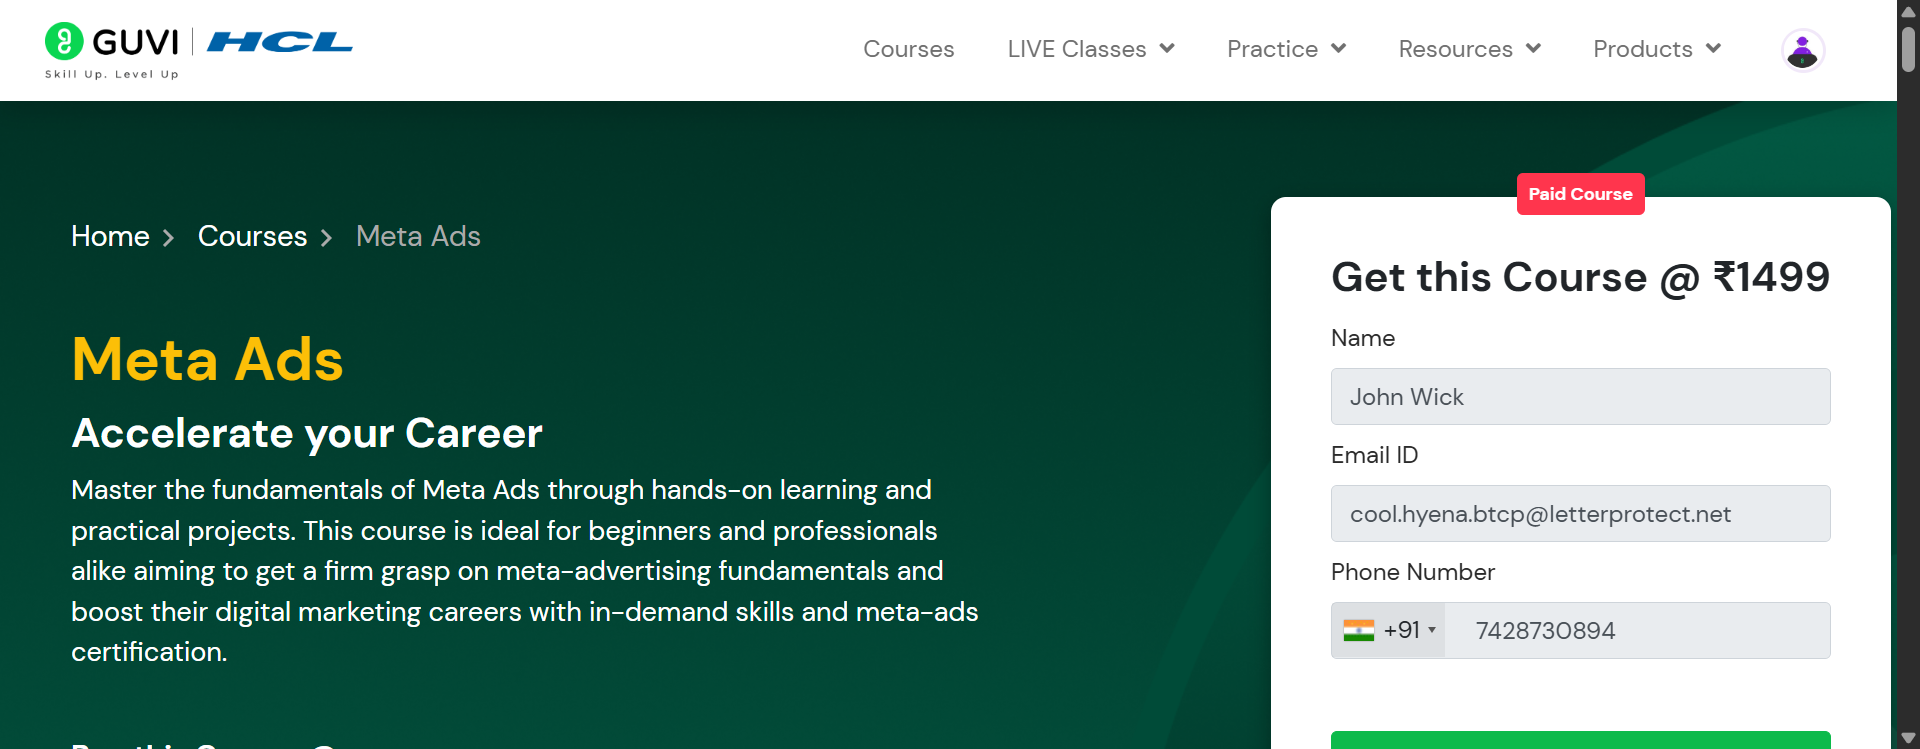 GUVI | HCL
Skill Up. Level Up
Courses
LIVE Classes
Practice
Resources
Products
Home > Courses > Meta Ads
Meta Ads
Accelerate your Career
Master the fundamentals of Meta Ads through hands-on learning and
practical projects. This course is ideal for beginners and professionals
alike aiming to get a firm grasp on meta-advertising fundamentals and
boost their digital marketing careers with in-demand skills and meta-ads
certification.
Paid Course
Get this Course @ ₹1499
Name
John Wick
Email ID
cool.hyena.btcp@letterprotect.net
Phone Number
+91 7428730894